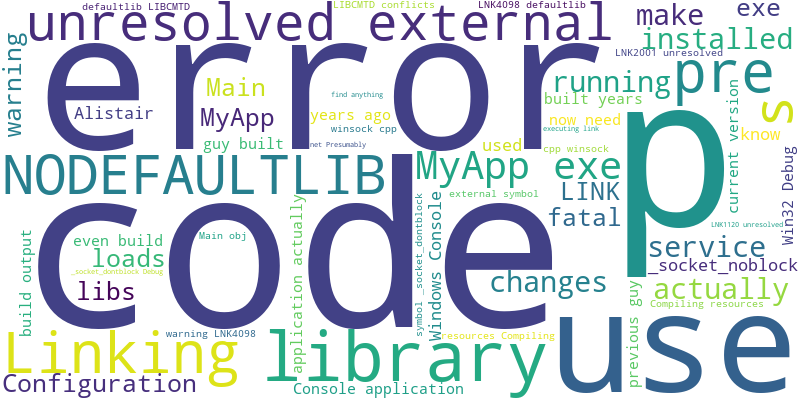 defaultlib LIBCMTD
LIBCMTD conflicts
LNK4098 defaultlib
unresolved external
make
exe
warning
error
LNK2001 unresolved
installed
Main
find anything
running
pre
Alistair
MyApp
years ago
built years
s
winsock cpp
now need
current version
know
guy built
net Presumably
executing link
used
cpp winsock
p
NODEFAULTLIB
MyApp exe
LINK
Win32 Debug
code
external symbol
fatal
build output
even build
Main obj
application actually
symbol _socket_dontblock
Windows Console
LNK1120 unresolved
service
loads
_socket_dontblock Debug
_socket_noblock
libs
changes
actually
previous guy
Compiling resources
Linking
warning LNK4098
library
resources Compiling
use
Configuration
Console application